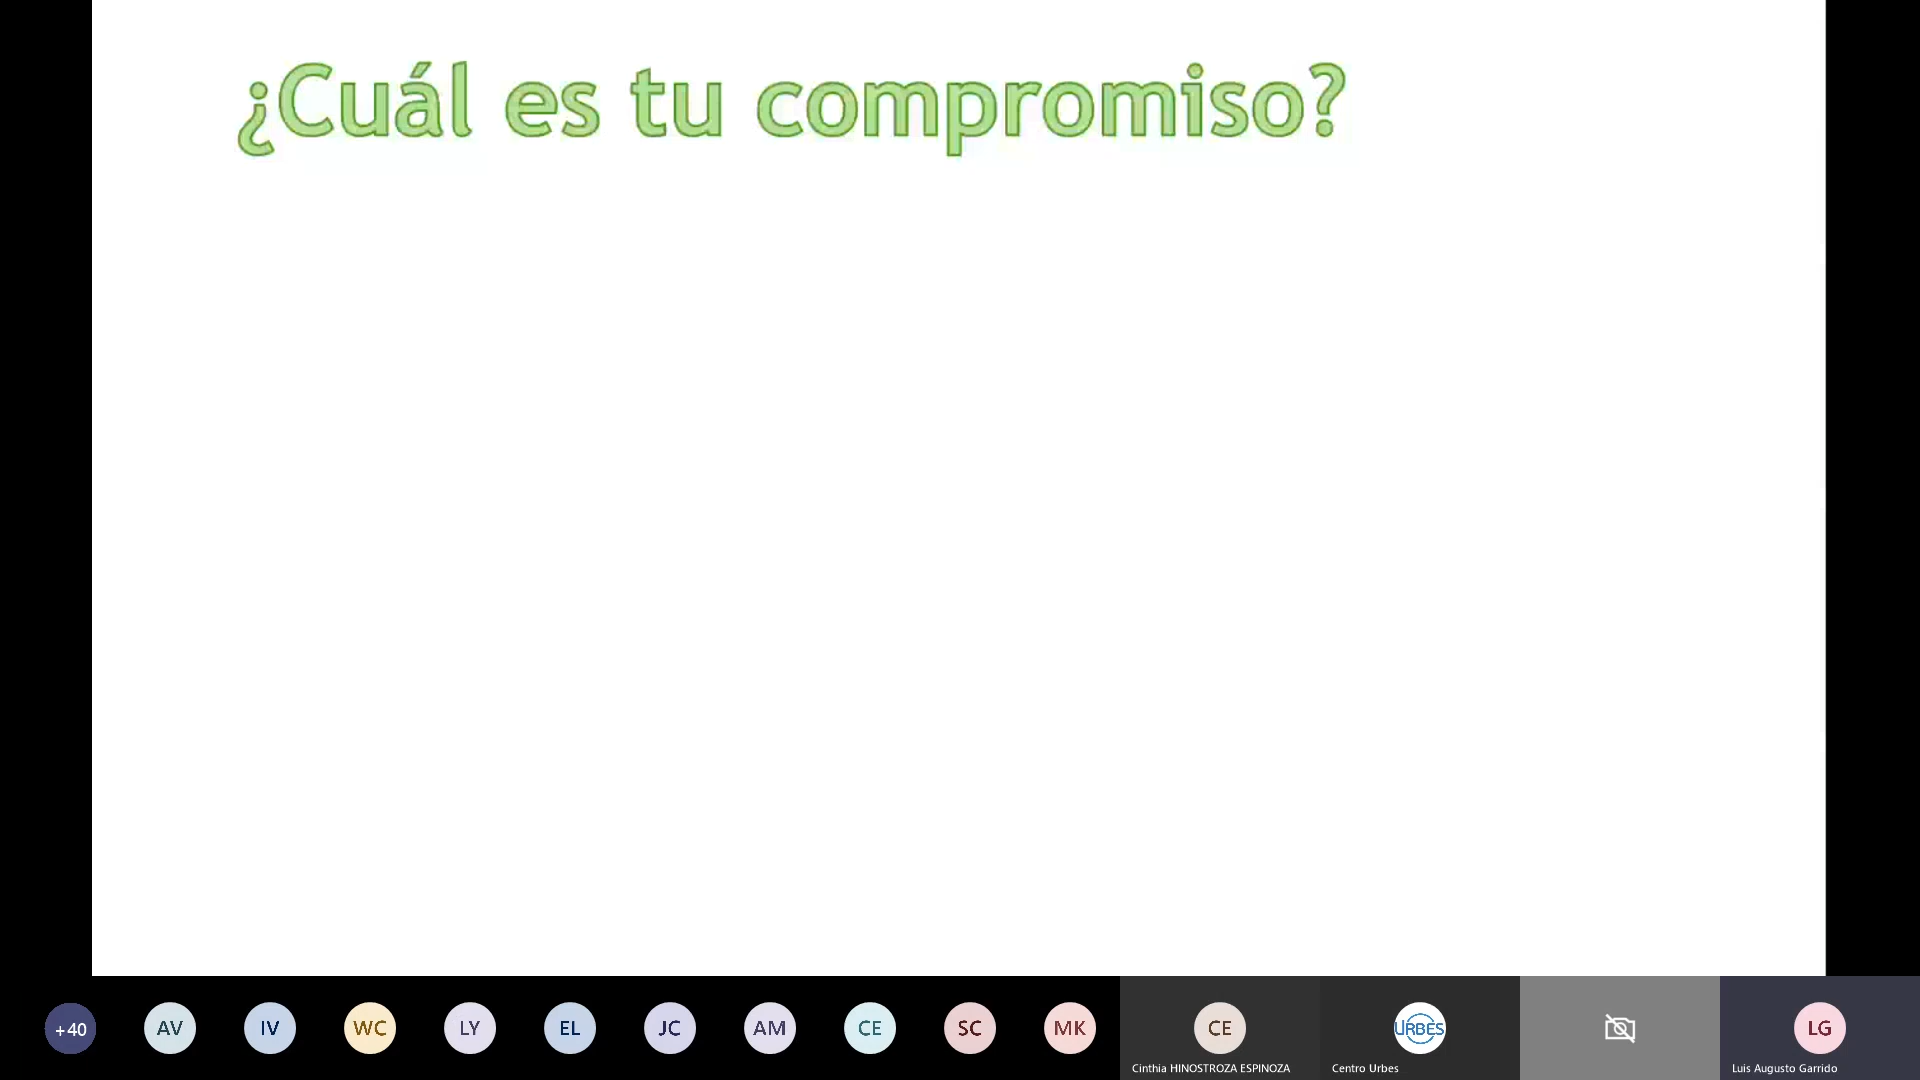 ¿Cuál es tu compromiso?
+40
AV
IV
WC
LY
EL
JC
AM
CE
SC
MK
CE
Cinthia HINOSTROZA ESPINOZA
URBES
Centro Urbes
LG
Luis Augusto Garrido